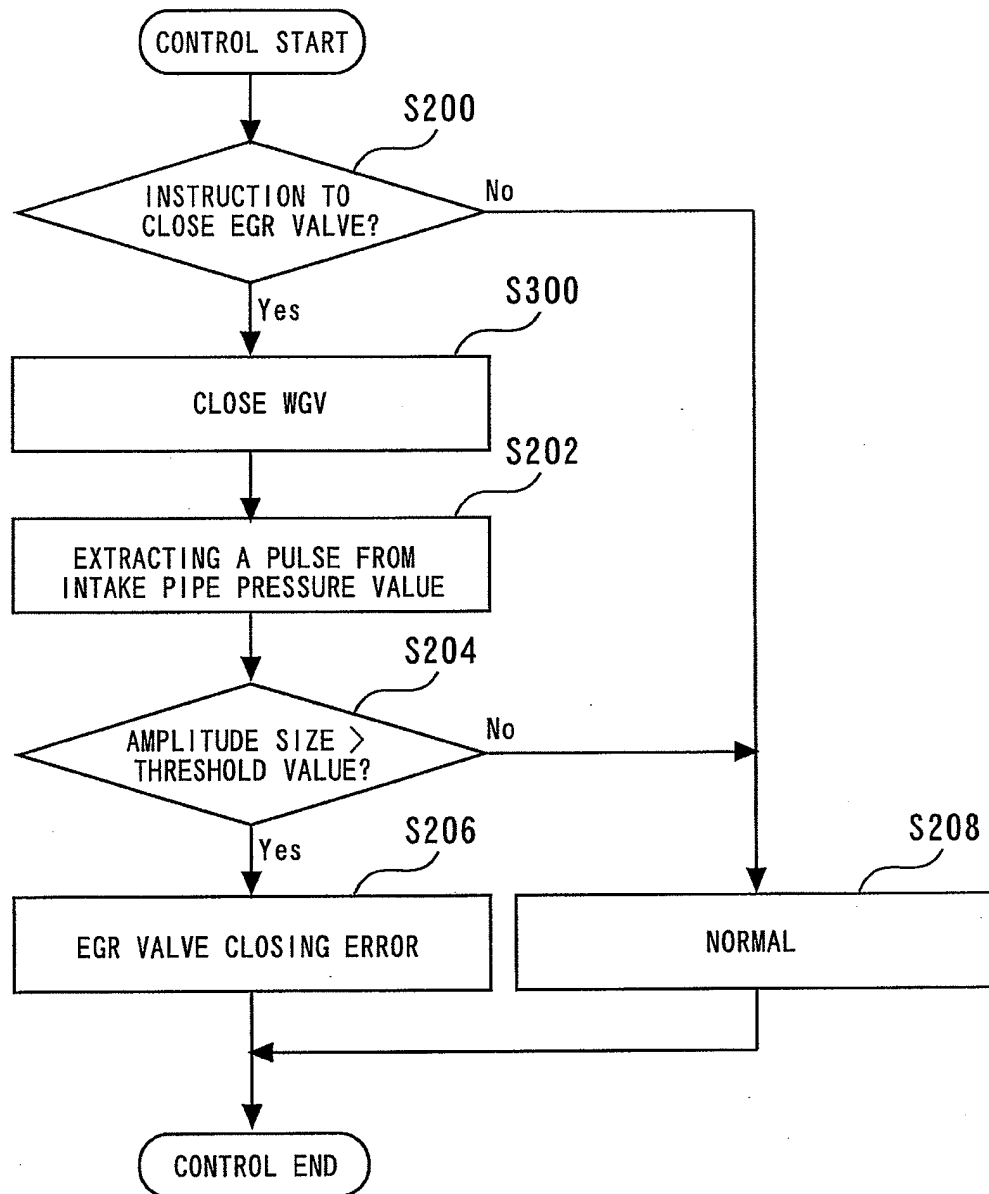 CONTROL START
S200
INSTRUCTION TO
CLOSE EGR VALVE?
No
Yes
S300
CLOSE WGV
S202
EXTRACTING A PULSE FROM
INTAKE PIPE PRESSURE VALUE
S204
AMPLITUDE SIZE >
THRESHOLD VALUE?
No
Yes
S206
EGR VALVE CLOSING ERROR
S208
NORMAL
CONTROL END